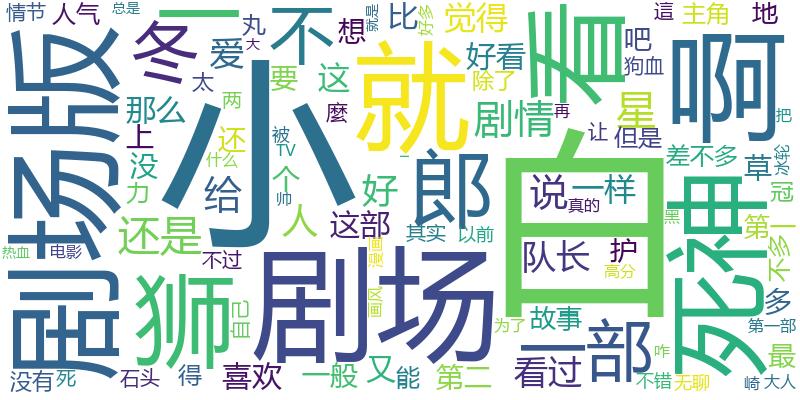 情节 人气 总是
冬 一 不
丸 大 想 就是
比 好多 觉得
看 吧 狗血
這 主角 地
剧场版 小 就 啊
爱 太 要 这 麼
好看 除了 剧情 再
星 让 但是 把
那么 两 上 还 被 TV
没 力 给 什么 个 帅
好 郎 白 说 一样 真的
差不多 草 水轮
死神 冠
还是 人 这部 其实 以前
队长 护 高分 黑 第一 不多
不过 漫画 一
热血 电影 狮 剧场
自己 画风
为了 故事 一部 咋
多 第一部 最
没有 死 石头 得 喜欢
一般 又 能 第二
看过 不错 无聊 崎 大人